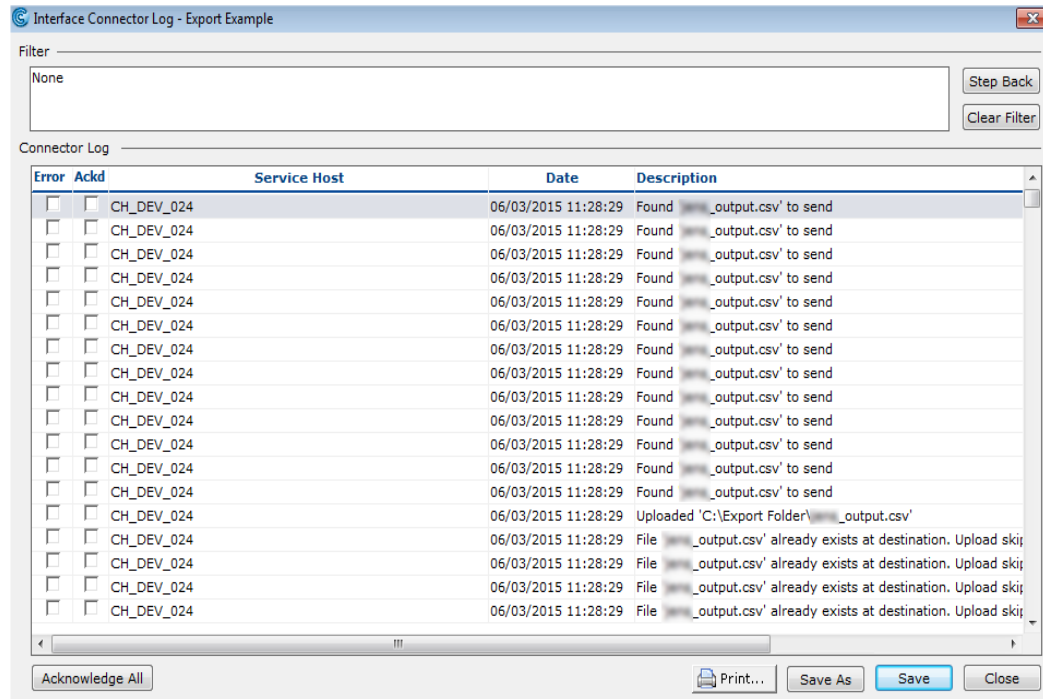 Interface Connector Log - Export Example
Filter
None
Step Back
Clear Filter
Connector Log
Error Ackd Service Host Date Description
CH_DEV_024 06/03/2015 11:28:29 Found ' _output.csv' to send
CH_DEV_024 06/03/2015 11:28:29 Found ' _output.csv' to send
CH_DEV_024 06/03/2015 11:28:29 Found ' _output.csv' to send
CH_DEV_024 06/03/2015 11:28:29 Found ' _output.csv' to send
CH_DEV_024 06/03/2015 11:28:29 Found ' _output.csv' to send
CH_DEV_024 06/03/2015 11:28:29 Found ' _output.csv' to send
CH_DEV_024 06/03/2015 11:28:29 Found ' _output.csv' to send
CH_DEV_024 06/03/2015 11:28:29 Found ' _output.csv' to send
CH_DEV_024 06/03/2015 11:28:29 Found ' _output.csv' to send
CH_DEV_024 06/03/2015 11:28:29 Found ' _output.csv' to send
CH_DEV_024 06/03/2015 11:28:29 Found ' _output.csv' to send
CH_DEV_024 06/03/2015 11:28:29 Found ' _output.csv' to send
CH_DEV_024 06/03/2015 11:28:29 Found ' _output.csv' to send
CH_DEV_024 06/03/2015 11:28:29 Uploaded 'C:\Export Folder\ _output.csv'
CH_DEV_024 06/03/2015 11:28:29 File ' _output.csv' already exists at destination. Upload skip
CH_DEV_024 06/03/2015 11:28:29 File ' _output.csv' already exists at destination. Upload skip
CH_DEV_024 06/03/2015 11:28:29 File ' _output.csv' already exists at destination. Upload skip
CH_DEV_024 06/03/2015 11:28:29 File ' _output.csv' already exists at destination. Upload skip
Acknowledge All Print... Save As Save Close